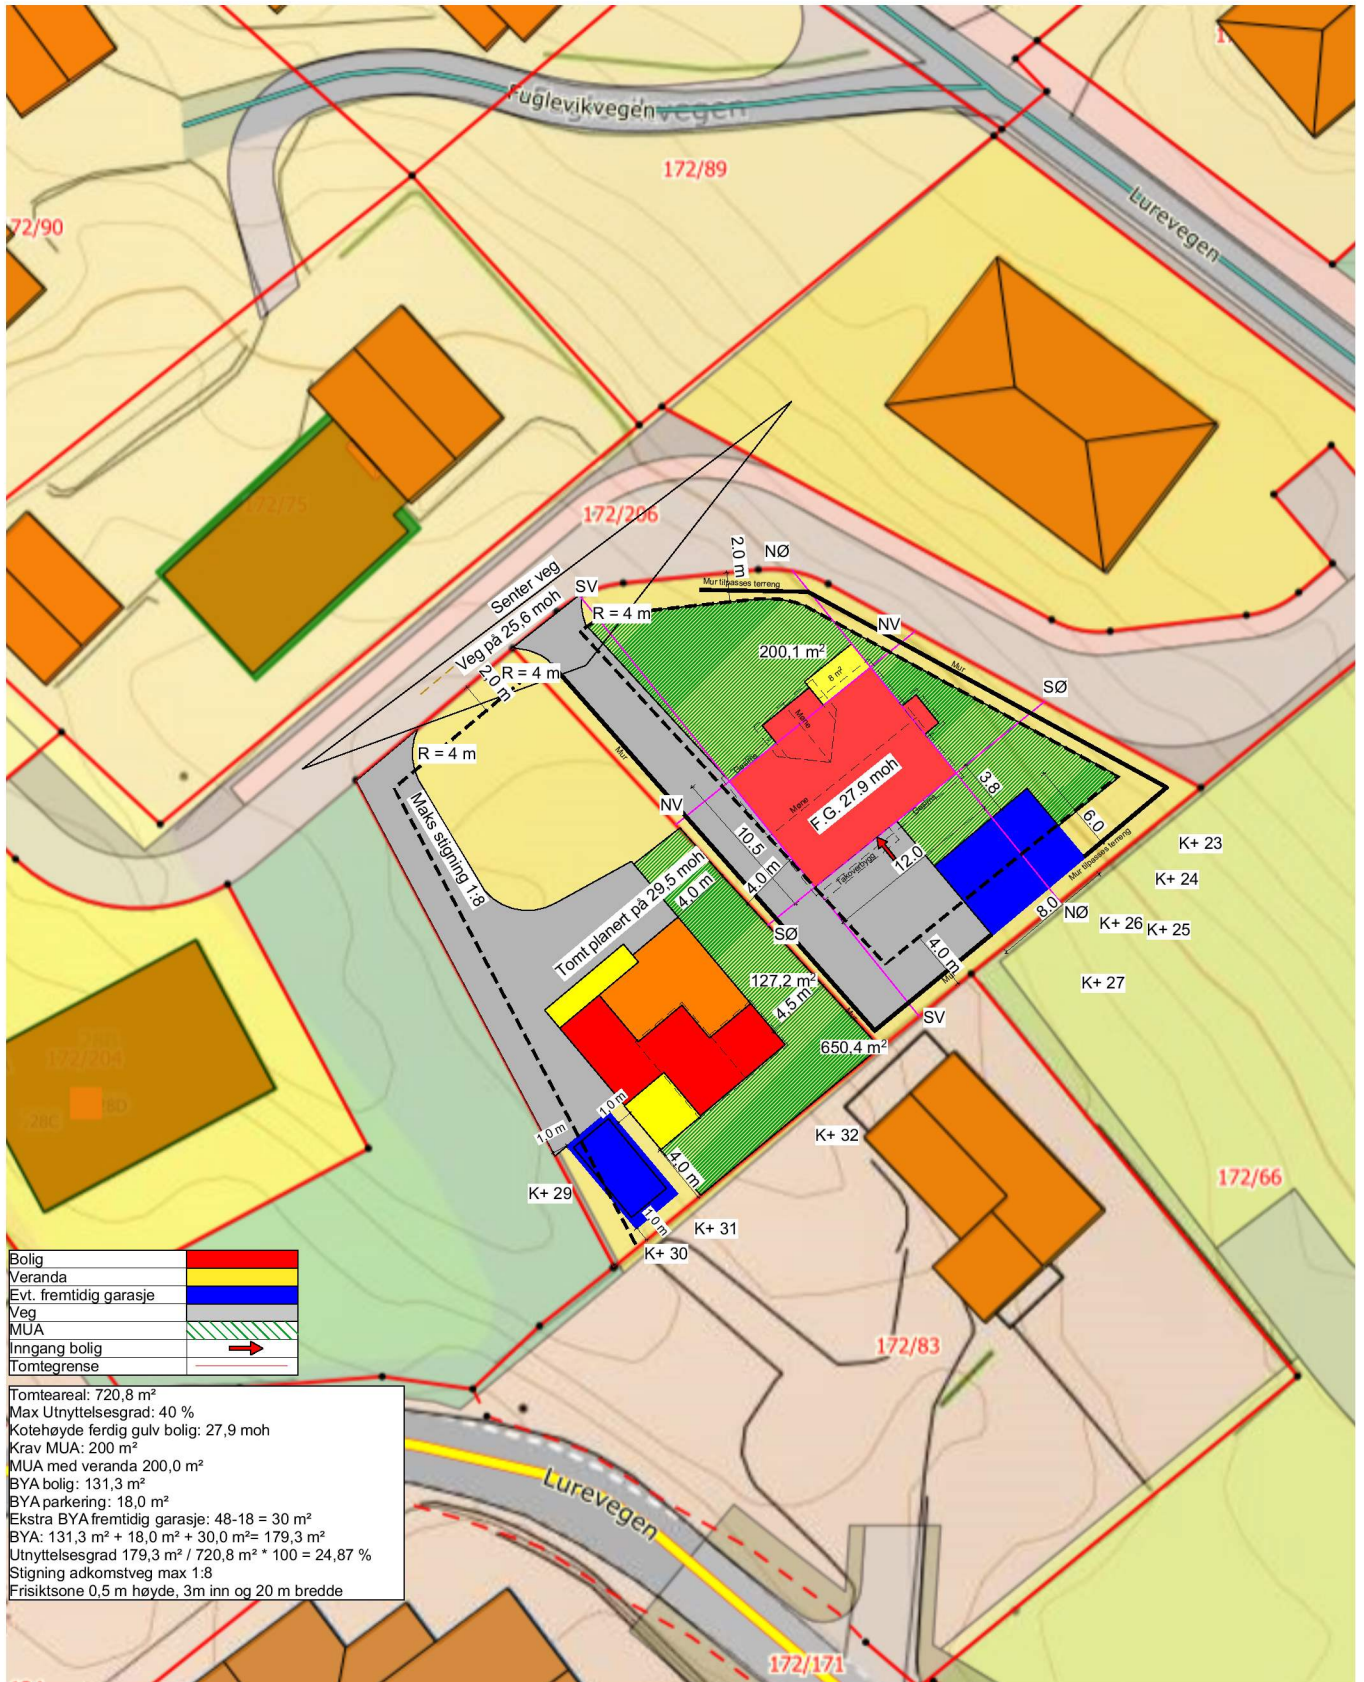 Fuglevikvegen
172/89
Lurevegen
72/90
172/75
172/206
2.0 m
NØ
Mur tilpasses terreng
Senter veg
SV
R = 4 m
Veg på 25,6 moh
NV
200,1 m²
8 m²
Mur
2,0 m
R = 4 m
SØ
R = 4 m
Mur
Møne
Gesims
3.8
F.G. 27.9 moh
Møne
NV
Gesims
6.0
Maks stigning 1:8
10.5
Mur tilpasses terreng
K+ 23
Tomt planert på 29,5 moh
4,0 m
4.0 m
Takoverbygg
12.0
K+ 24
8.0
NØ
K+ 26
K+ 25
SØ
4.0 m
Mur
127,2 m²
K+ 27
4,5 m
SV
650,4 m²
172/204
28C
1.0 m
1.0 m
K+ 32
4.0 m
172/66
K+ 29
1.0 m
K+ 31
K+ 30
172/83
Bolig
Veranda
Evt. fremtidig garasje
Veg
MUA
Inngang bolig
Tomtegrense
Tomteareal: 720,8 m²
Max Utnyttelsesgrad: 40 %
Kotehøyde ferdig gulv bolig: 27,9 moh
Krav MUA: 200 m²
MUA med veranda 200,0 m²
BYA bolig: 131,3 m²
BYA parkering: 18,0 m²
Ekstra BYA fremtidig garasje: 48-18 = 30 m²
BYA: 131,3 m² + 18,0 m² + 30,0 m²= 179,3 m²
Utnyttelsesgrad 179,3 m² / 720,8 m² * 100 = 24,87 %
Stigning adkomstveg max 1:8
Frisiktsone 0,5 m høyde, 3m inn og 20 m bredde
Lurevegen
172/171